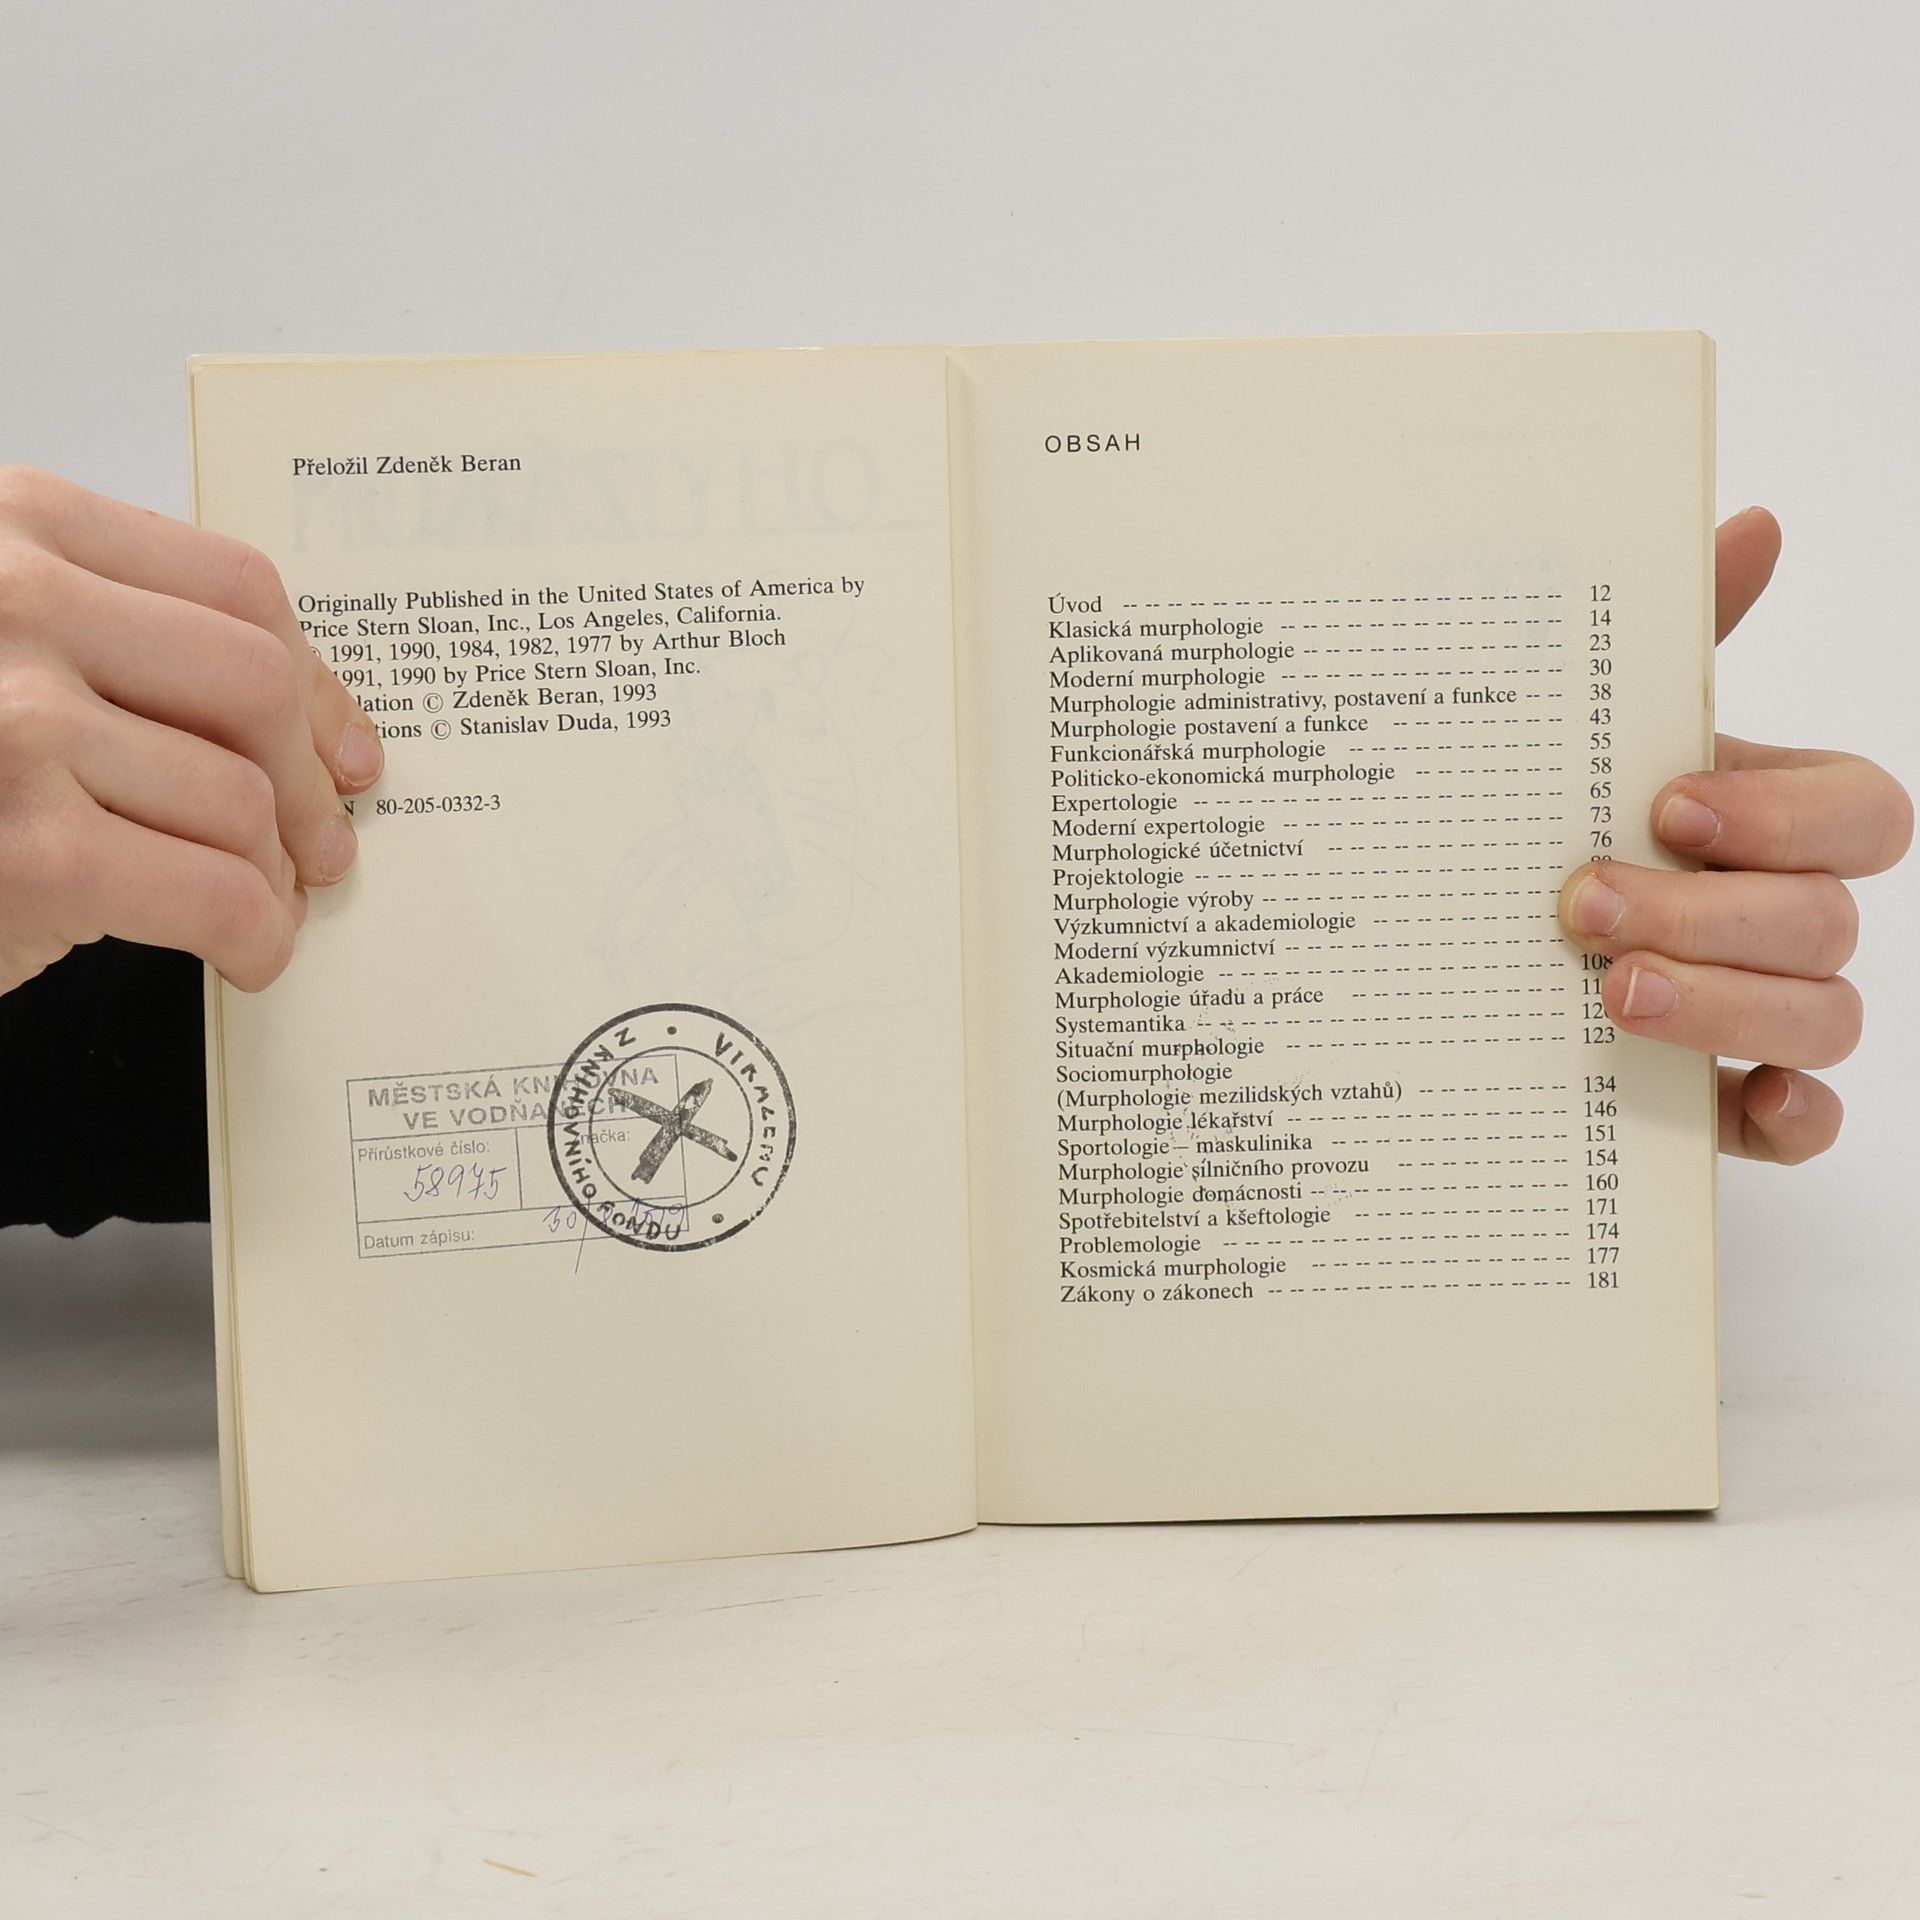 Přeložil Zdeněk Beran
Originally Published in the United States of America by
Price Stern Sloan, Inc., Los Angeles, California.
1991, 1990, 1984, 1982, 1977 by Arthur Bloch
1991, 1990 by Price Stern Sloan, Inc.
© Zdeněk Beran, 1993
© Stanislav Duda, 1993
80-205-0332-3
MĚSTSKÁ KNIHOVNA
VE VODŇANECH
Přírůstkové číslo:
58975
Datum zápisu:
Z KNIHOVNÍHO FONDU
OBSAH
Úvod -- -- -- -- -- -- -- -- -- -- -- -- -- -- -- -- -- -- -- -- 12
Klasická murphologie -- -- -- -- -- -- -- -- -- -- -- -- -- 14
Aplikovaná murphologie -- -- -- -- -- -- -- -- -- -- -- -- 23
Moderní murphologie -- -- -- -- -- -- -- -- -- -- -- -- -- 30
Murphologie administrativy, postavení a funkce -- -- 38
Murphologie postavení a funkce -- -- -- -- -- -- -- -- 43
Funkcionářská murphologie -- -- -- -- -- -- -- -- -- -- 55
Politicko-ekonomická murphologie -- -- -- -- -- -- -- 58
Expertologie -- -- -- -- -- -- -- -- -- -- -- -- -- -- -- -- -- 65
Moderní expertologie -- -- -- -- -- -- -- -- -- -- -- -- -- 73
Murphologické účetnictví -- -- -- -- -- -- -- -- -- -- -- 76
Projektologie -- -- -- -- -- -- -- -- -- -- -- -- -- -- -- -- --
Murphologie výroby -- -- -- -- -- -- -- -- -- -- -- -- -- --
Výzkumnictví a akademiologie -- -- -- -- -- -- -- -- --
Moderní výzkumnictví -- -- -- -- -- -- -- -- -- -- -- -- --
Akademiologie -- -- -- -- -- -- -- -- -- -- -- -- -- -- -- -- 108
Murphologie úřadu a práce -- -- -- -- -- -- -- -- -- --
Systemantika -- -- -- -- -- -- -- -- -- -- -- -- -- -- -- -- --
Situační murphologie -- -- -- -- -- -- -- -- -- -- -- -- -- 123
Sociomurphologie
(Murphologie mezilidských vztahů) -- -- -- -- -- -- -- 134
Murphologie lékařství -- -- -- -- -- -- -- -- -- -- -- -- -- 146
Sportologie – maskulinika -- -- -- -- -- -- -- -- -- -- -- 151
Murphologie silničního provozu -- -- -- -- -- -- -- -- 154
Murphologie domácnosti -- -- -- -- -- -- -- -- -- -- -- -- 160
Spotřebitelství a kšeftologie -- -- -- -- -- -- -- -- -- -- 171
Problemologie -- -- -- -- -- -- -- -- -- -- -- -- -- -- -- -- 174
Kosmická murphologie -- -- -- -- -- -- -- -- -- -- -- -- 177
Zákony o zákonech -- -- -- -- -- -- -- -- -- -- -- -- -- -- 181